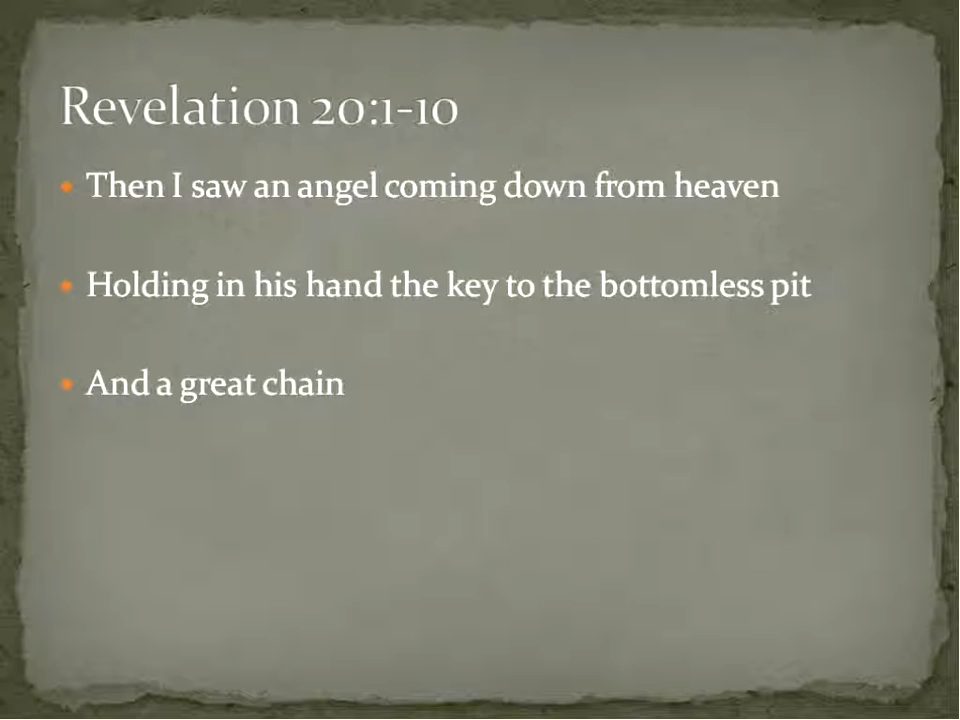 Revelation 20:1-10
• Then I saw an angel coming down from heaven
• Holding in his hand the key to the bottomless pit
• And a great chain